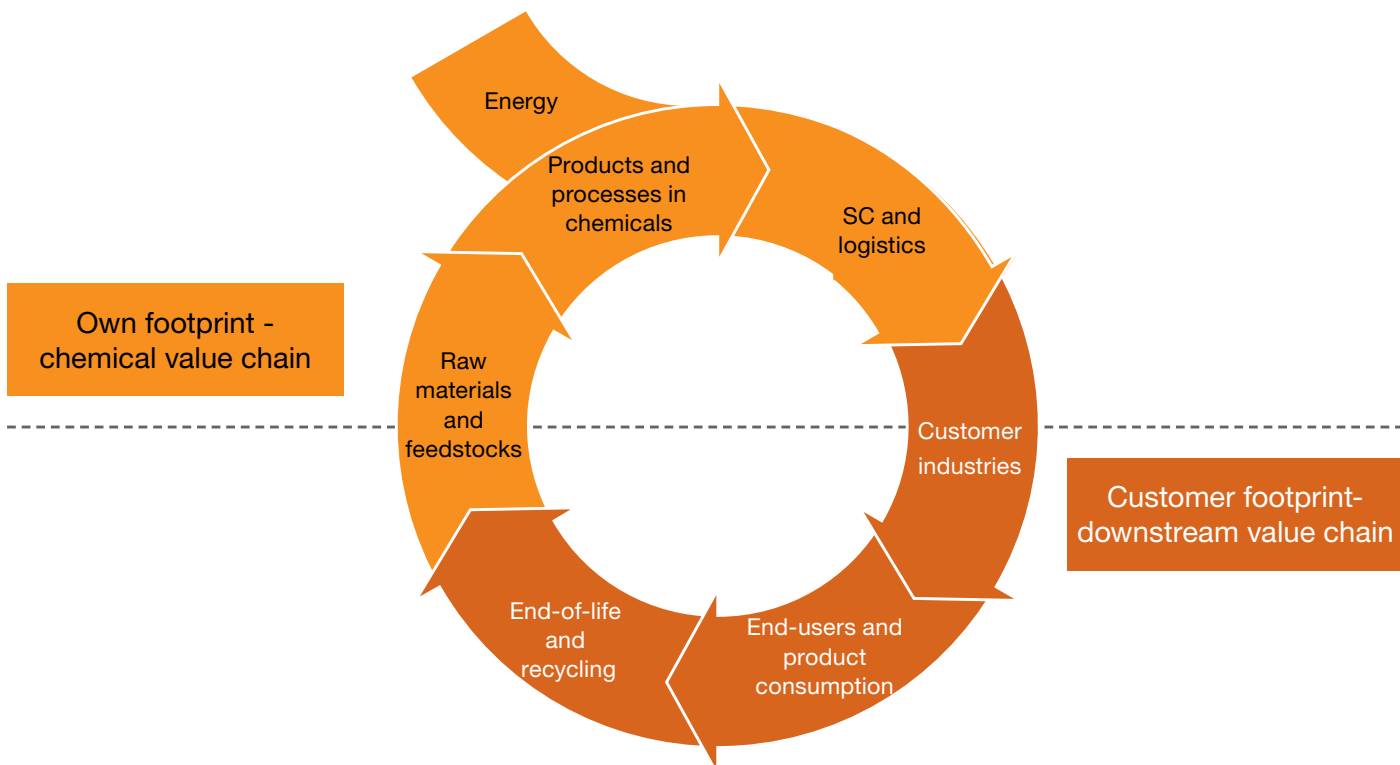 Energy
Products and
processes in
chemicals
SC and
logistics
Own footprint -
chemical value chain
Raw
materials
and
feedstocks
Customer
industries
Customer footprint-
downstream value chain
End-of-life
and
recycling
End-users and
product
consumption